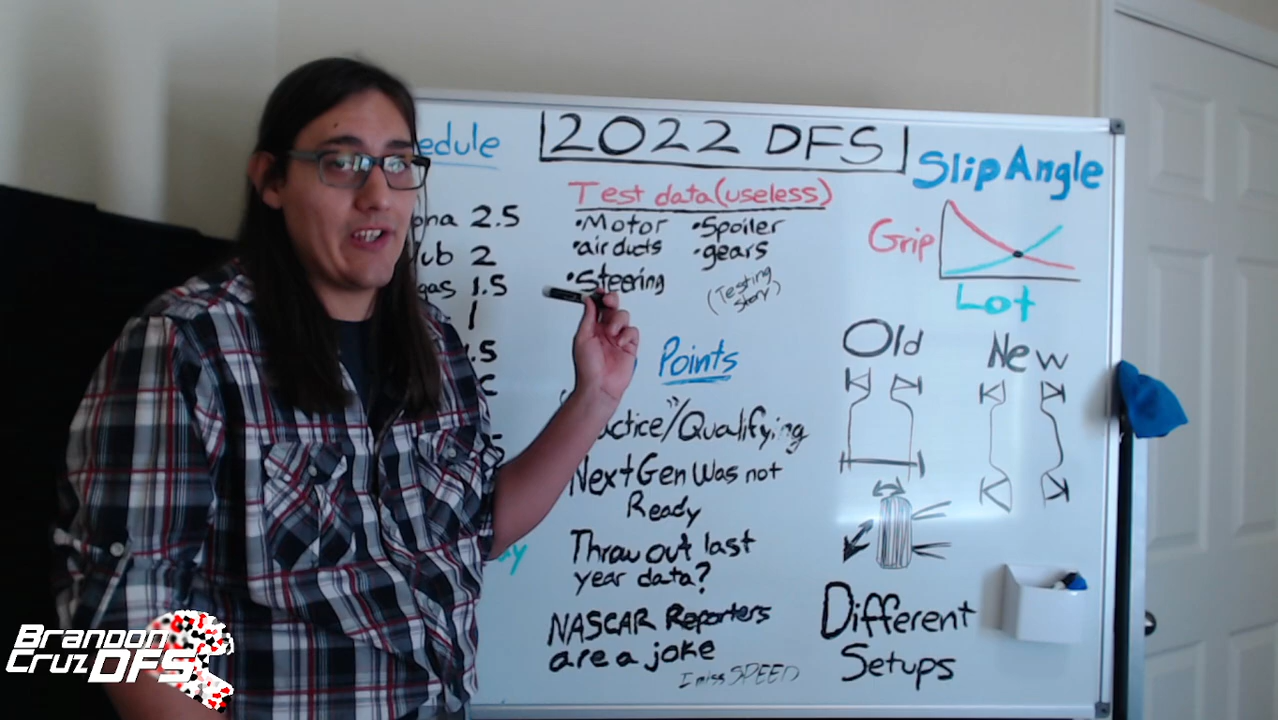 2022 DFS
edule
ona 2.5
lub 2
gas 1.5
1
.5
C
Test data (useless)
•Motor •Spoiler
•air ducts •gears
•Steering
(Testing
Story)
Points
actice"/Qualifying
Next Gen Was not
Ready
Throw out last
year data?
NASCAR Reporters
are a joke
I miss SPEED
Slip Angle
Grip
Lot
Old New
Different
Setups
Brandon
Cruz DFS